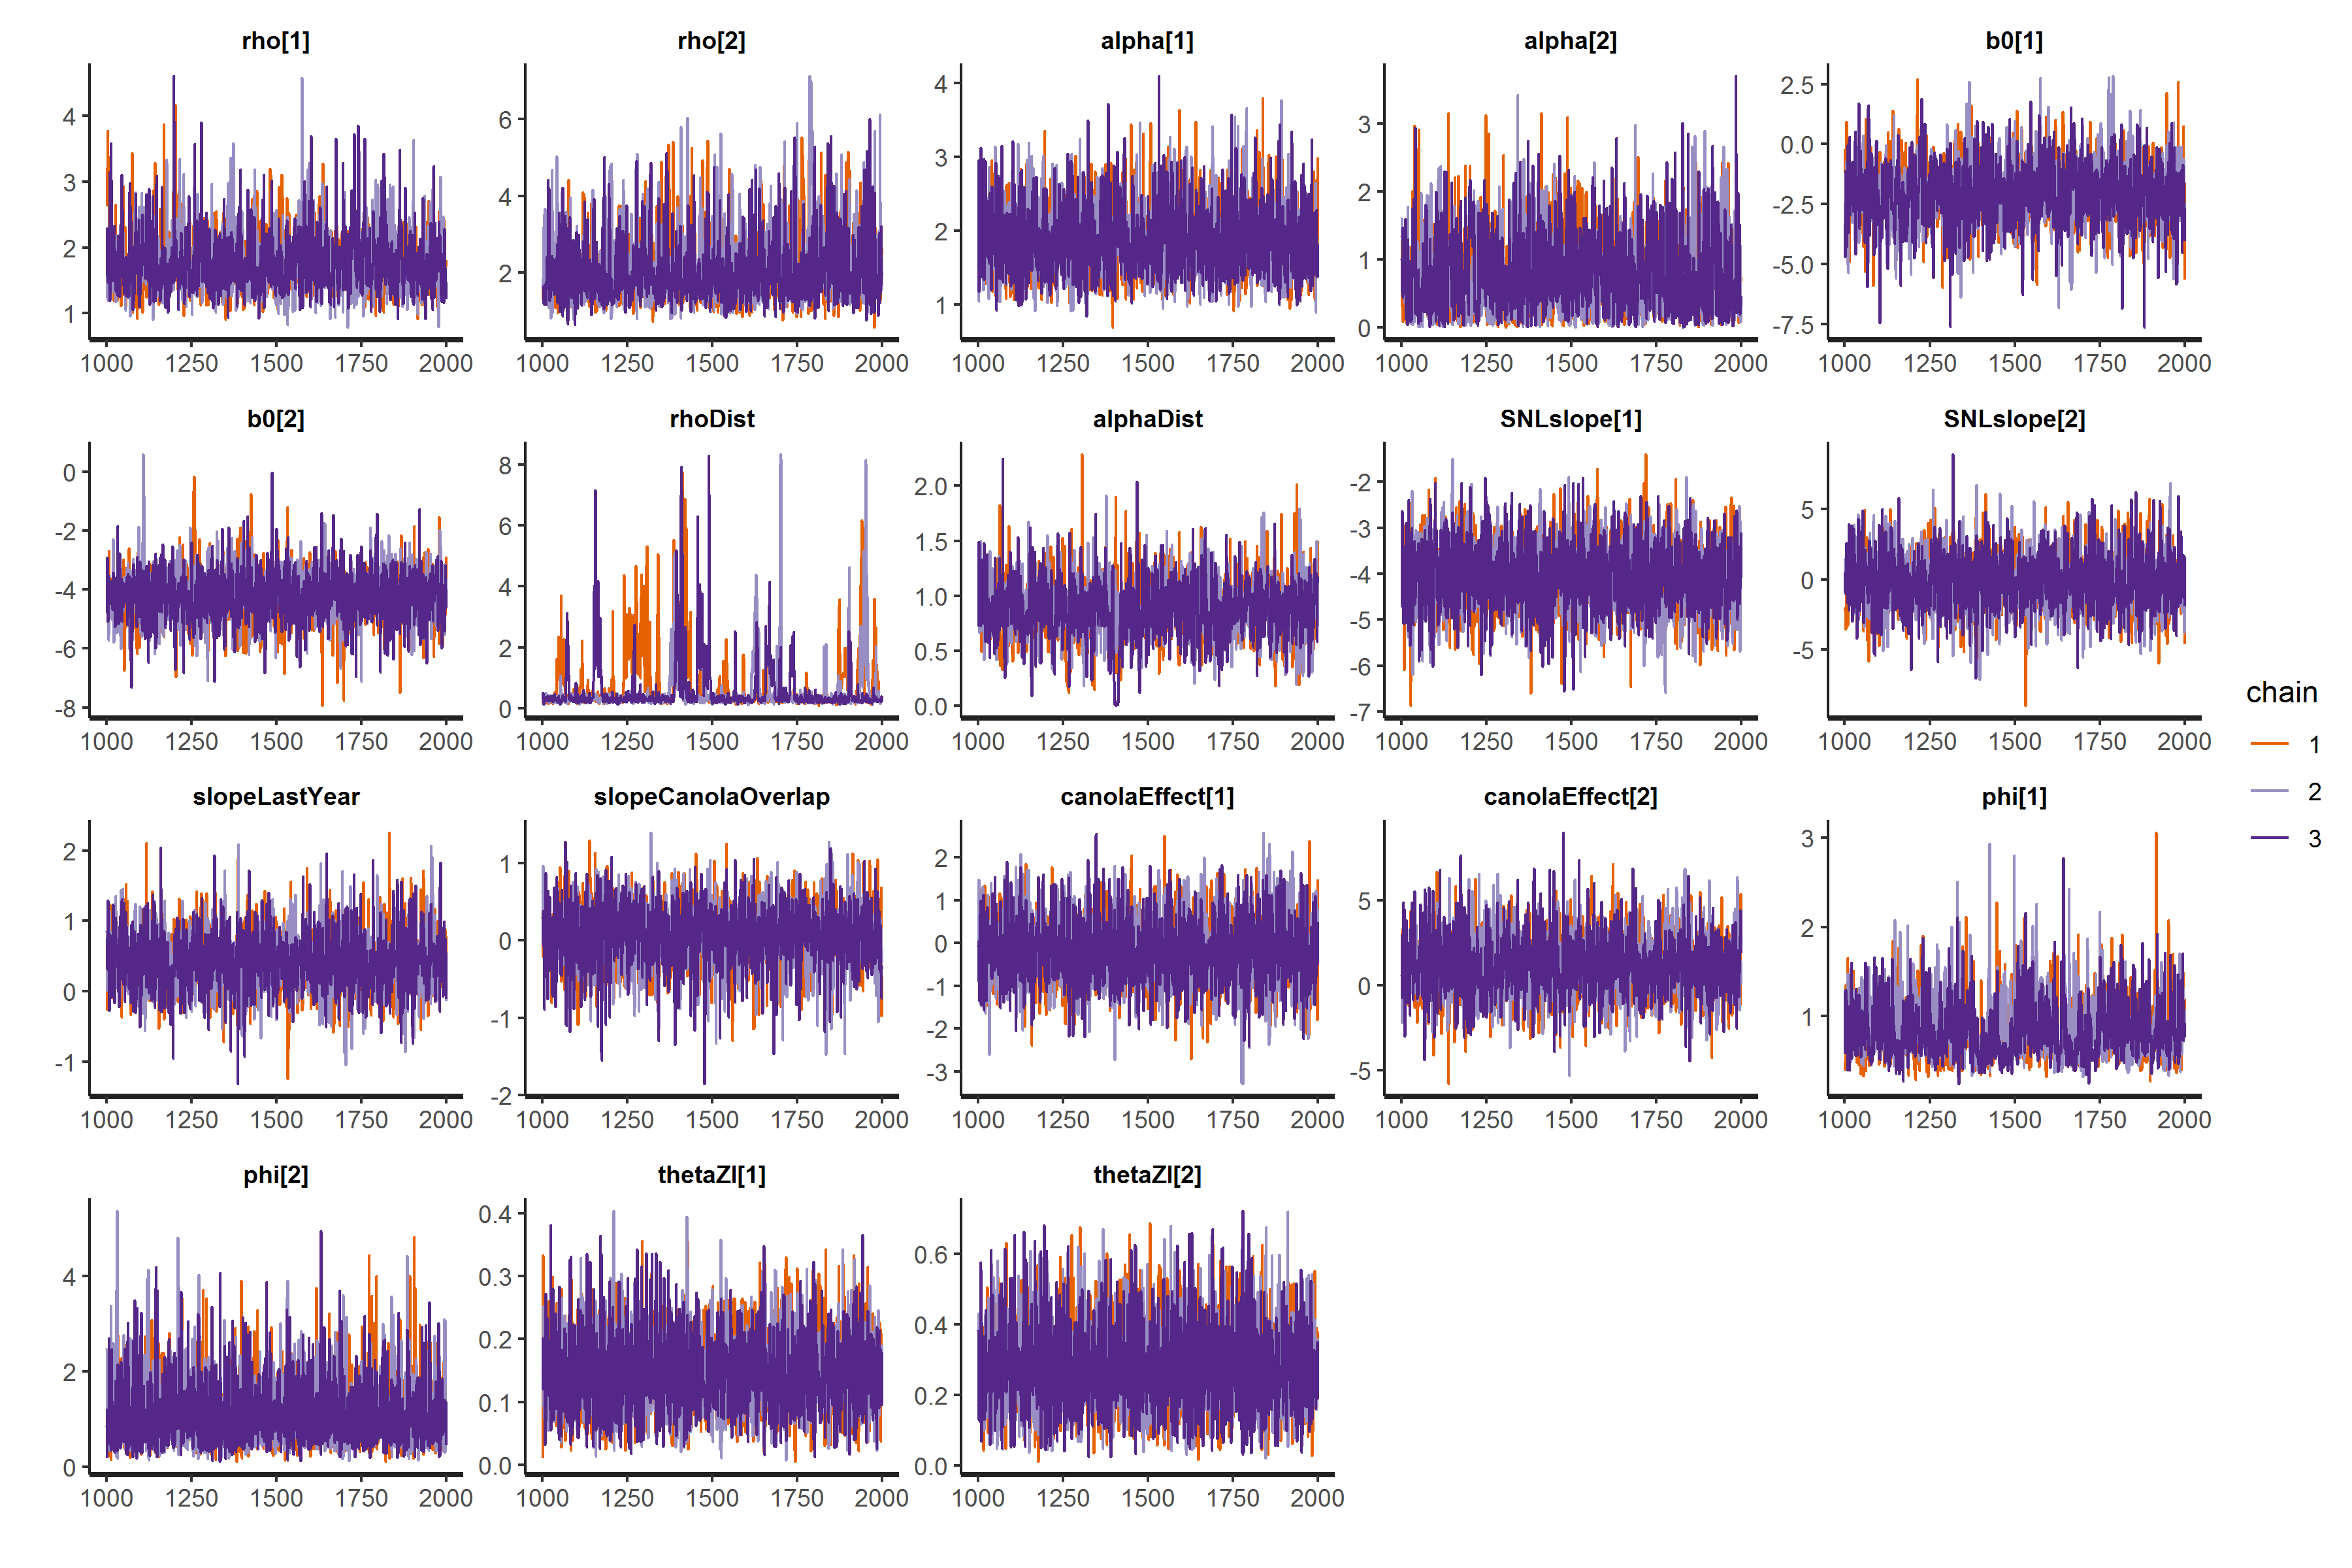 rho[1] rho[2] alpha[1] alpha[2] b0[1]
4 3 2 1
6 4 2
4 3 2 1
3 2 1 0
2.5 0.0 -2.5 -5.0 -7.5
1000 1250 1500 1750 2000 1000 1250 1500 1750 2000 1000 1250 1500 1750 2000 1000 1250 1500 1750 2000 1000 1250 1500 1750 2000
b0[2] rhoDist alphaDist SNLslope[1] SNLslope[2]
0 -2 -4 -6 -8
8 6 4 2 0
2.0 1.5 1.0 0.5 0.0
-2 -3 -4 -5 -6 -7
5 0 -5
1000 1250 1500 1750 2000 1000 1250 1500 1750 2000 1000 1250 1500 1750 2000 1000 1250 1500 1750 2000 1000 1250 1500 1750 2000
slopeLastYear slopeCanolaOverlap canolaEffect[1] canolaEffect[2] phi[1]
2 1 0 -1
1 0 -1 -2
2 1 0 -1 -2 -3
5 0 -5
3 2 1
1000 1250 1500 1750 2000 1000 1250 1500 1750 2000 1000 1250 1500 1750 2000 1000 1250 1500 1750 2000 1000 1250 1500 1750 2000
phi[2] thetaZI[1] thetaZI[2]
4 2 0
0.4 0.3 0.2 0.1 0.0
0.6 0.4 0.2 0.0
1000 1250 1500 1750 2000 1000 1250 1500 1750 2000 1000 1250 1500 1750 2000
chain
1
2
3